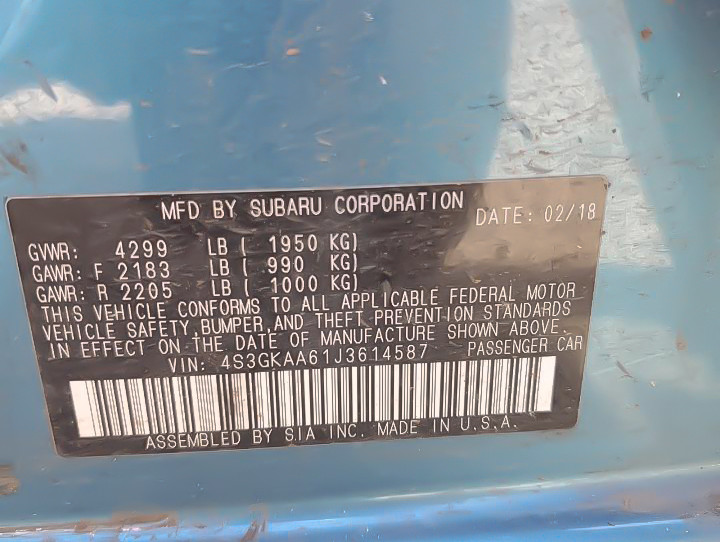 MFD BY SUBARU CORPORATION DATE: 02/18
GVWR: 4299 LB ( 1950 KG)
GAWR: F 2183 LB ( 990 KG)
GAWR: R 2205 LB ( 1000 KG)
THIS VEHICLE CONFORMS TO ALL APPLICABLE FEDERAL MOTOR
VEHICLE SAFETY, BUMPER, AND THEFT PREVENTION STANDARDS
IN EFFECT ON THE DATE OF MANUFACTURE SHOWN ABOVE.
VIN: 4S3GKAA61J3614587 PASSENGER CAR
ASSEMBLED BY SIA INC. MADE IN U.S.A.